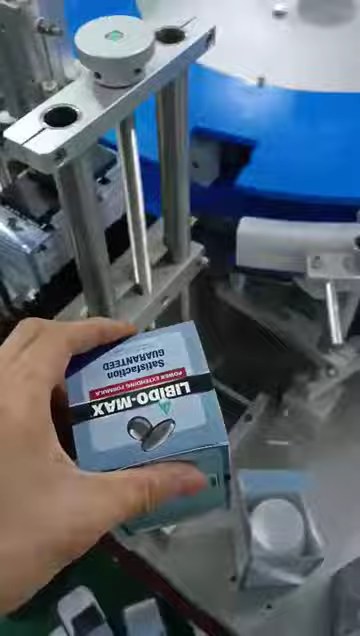 LIBIDO-MAX
POWER EXTENDING FORMULA
Satisfaction
GUARANTEED